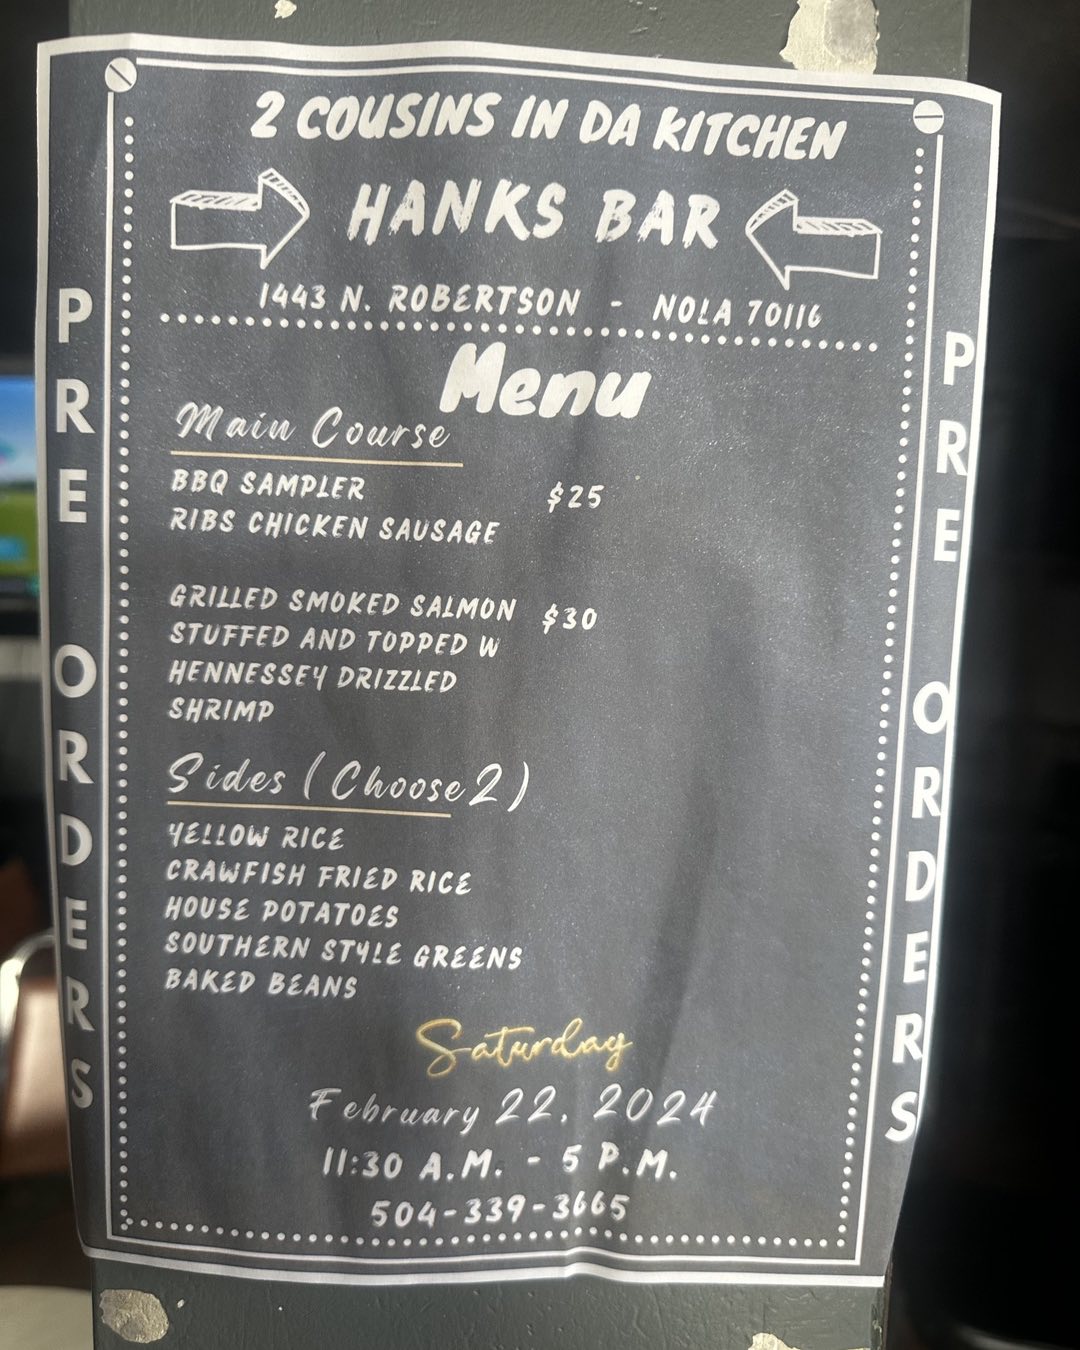 2 COUSINS IN DA KITCHEN
HANKS BAR
1443 N. ROBERTSON - NOLA 70116
Menu
Main Course
BBQ SAMPLER $25
RIBS CHICKEN SAUSAGE
GRILLED SMOKED SALMON $30
STUFFED AND TOPPED W
HENNESSEY DRIZZLED
SHRIMP
Sides (Choose 2)
YELLOW RICE
CRAWFISH FRIED RICE
HOUSE POTATOES
SOUTHERN STYLE GREENS
BAKED BEANS
Saturday
February 22, 2024
11:30 A.M. - 5 P.M.
504-339-3665
PRE ORDERS
PRE ORDERS